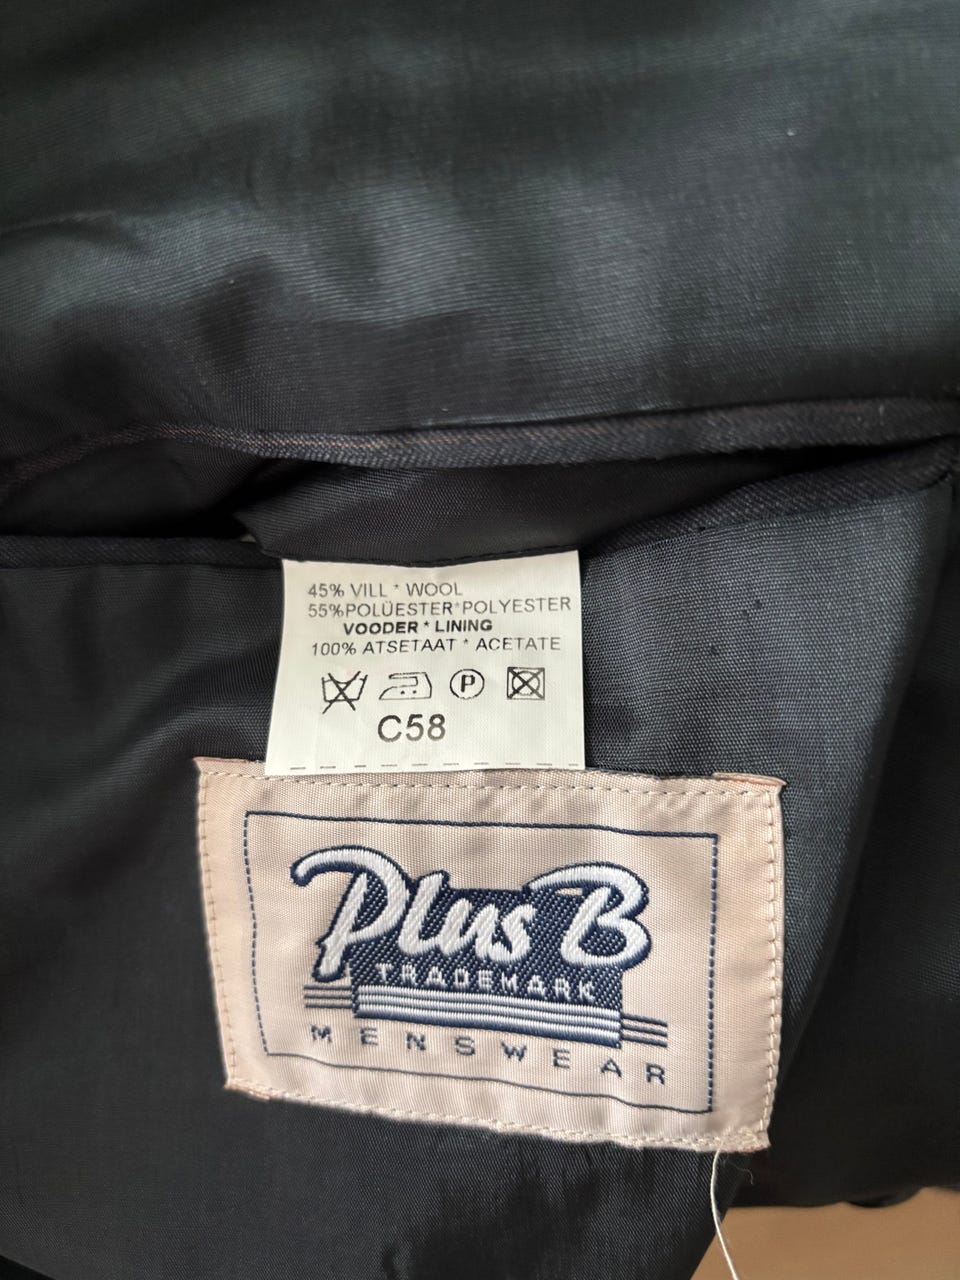 45% VILL * WOOL
55%POLÜESTER*POLYESTER
VOODER * LINING
100% ATSETAAT * ACETATE
P
C58
Plus B
TRADEMARK
MENSWEAR